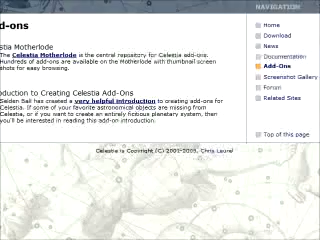 NAVIGATION
d-ons
stia Motherlode
The Celestia Motherlode is the central repository for Celestia add-ons.
Hundreds of add-ons are available on the Motherlode with thumbnail screen
shots for easy browsing.
oduction to Creating Celestia Add-Ons
Selden Ball has created a very helpful introduction to creating add-ons for
Celestia. If some of your favorite astronomical objects are missing from
Celestia, or if you want to create an entirely fictious planetary system, then
you'll be interested in reading this add-on introduction.
Home
Download
News
Documentation
Add-Ons
Screenshot Gallery
Forum
Related Sites
Top of this page
Celestia is Copyright (C) 2001-2003, Chris Laurel